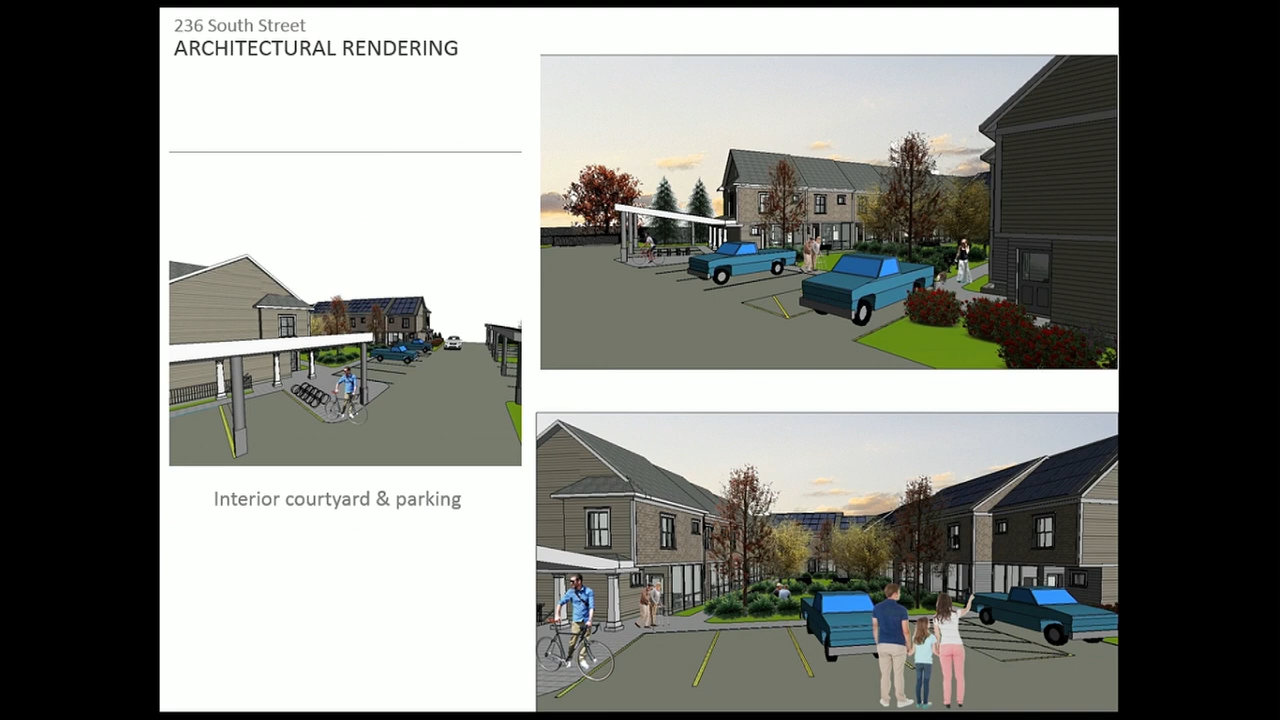 236 South Street
ARCHITECTURAL RENDERING
Interior courtyard & parking